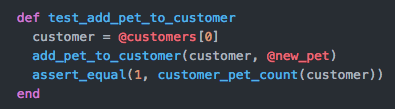 def test_add_pet_to_customer
  customer = @customers[0]
  add_pet_to_customer(customer, @new_pet)
  assert_equal(1, customer_pet_count(customer))
end